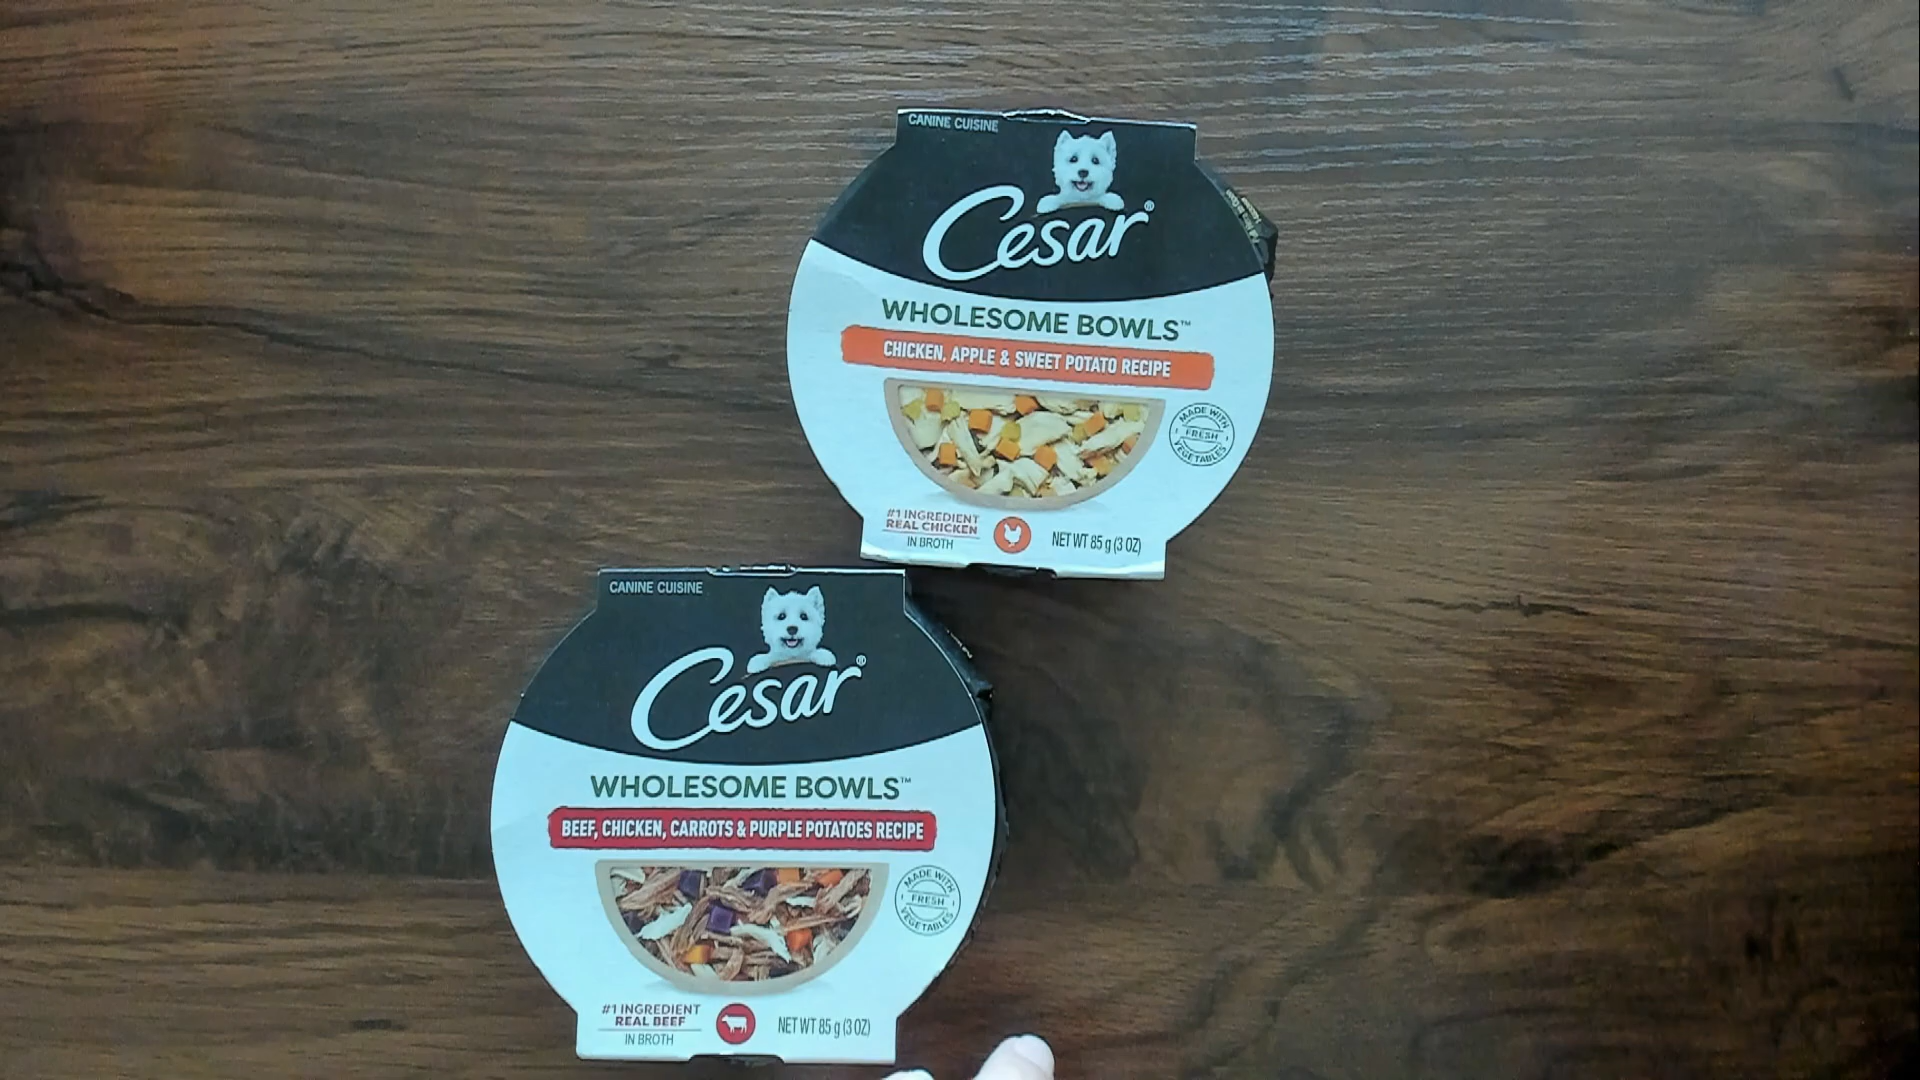 CANINE CUISINE
Cesar®
WHOLESOME BOWLS™
CHICKEN, APPLE & SWEET POTATO RECIPE
MADE WITH
FRESH
VEGETABLES
#1 INGREDIENT
REAL CHICKEN
IN BROTH
NET WT 85 g (3 OZ)
CANINE CUISINE
Cesar®
WHOLESOME BOWLS™
BEEF, CHICKEN, CARROTS & PURPLE POTATOES RECIPE
MADE WITH
FRESH
VEGETABLES
#1 INGREDIENT
REAL BEEF
IN BROTH
NET WT 85 g (3 OZ)